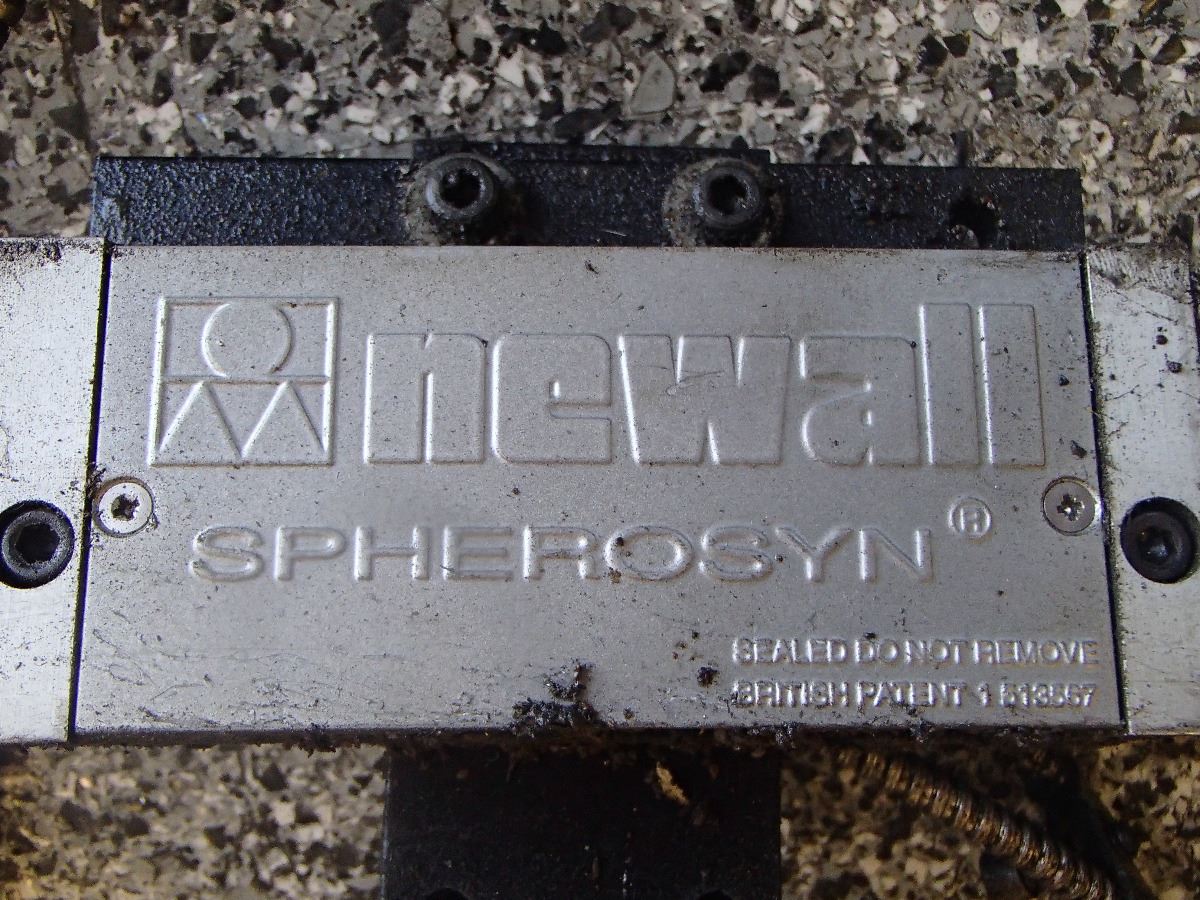 newall
SPHEROSYN ®
SEALED DO NOT REMOVE
BRITISH PATENT 1 513567